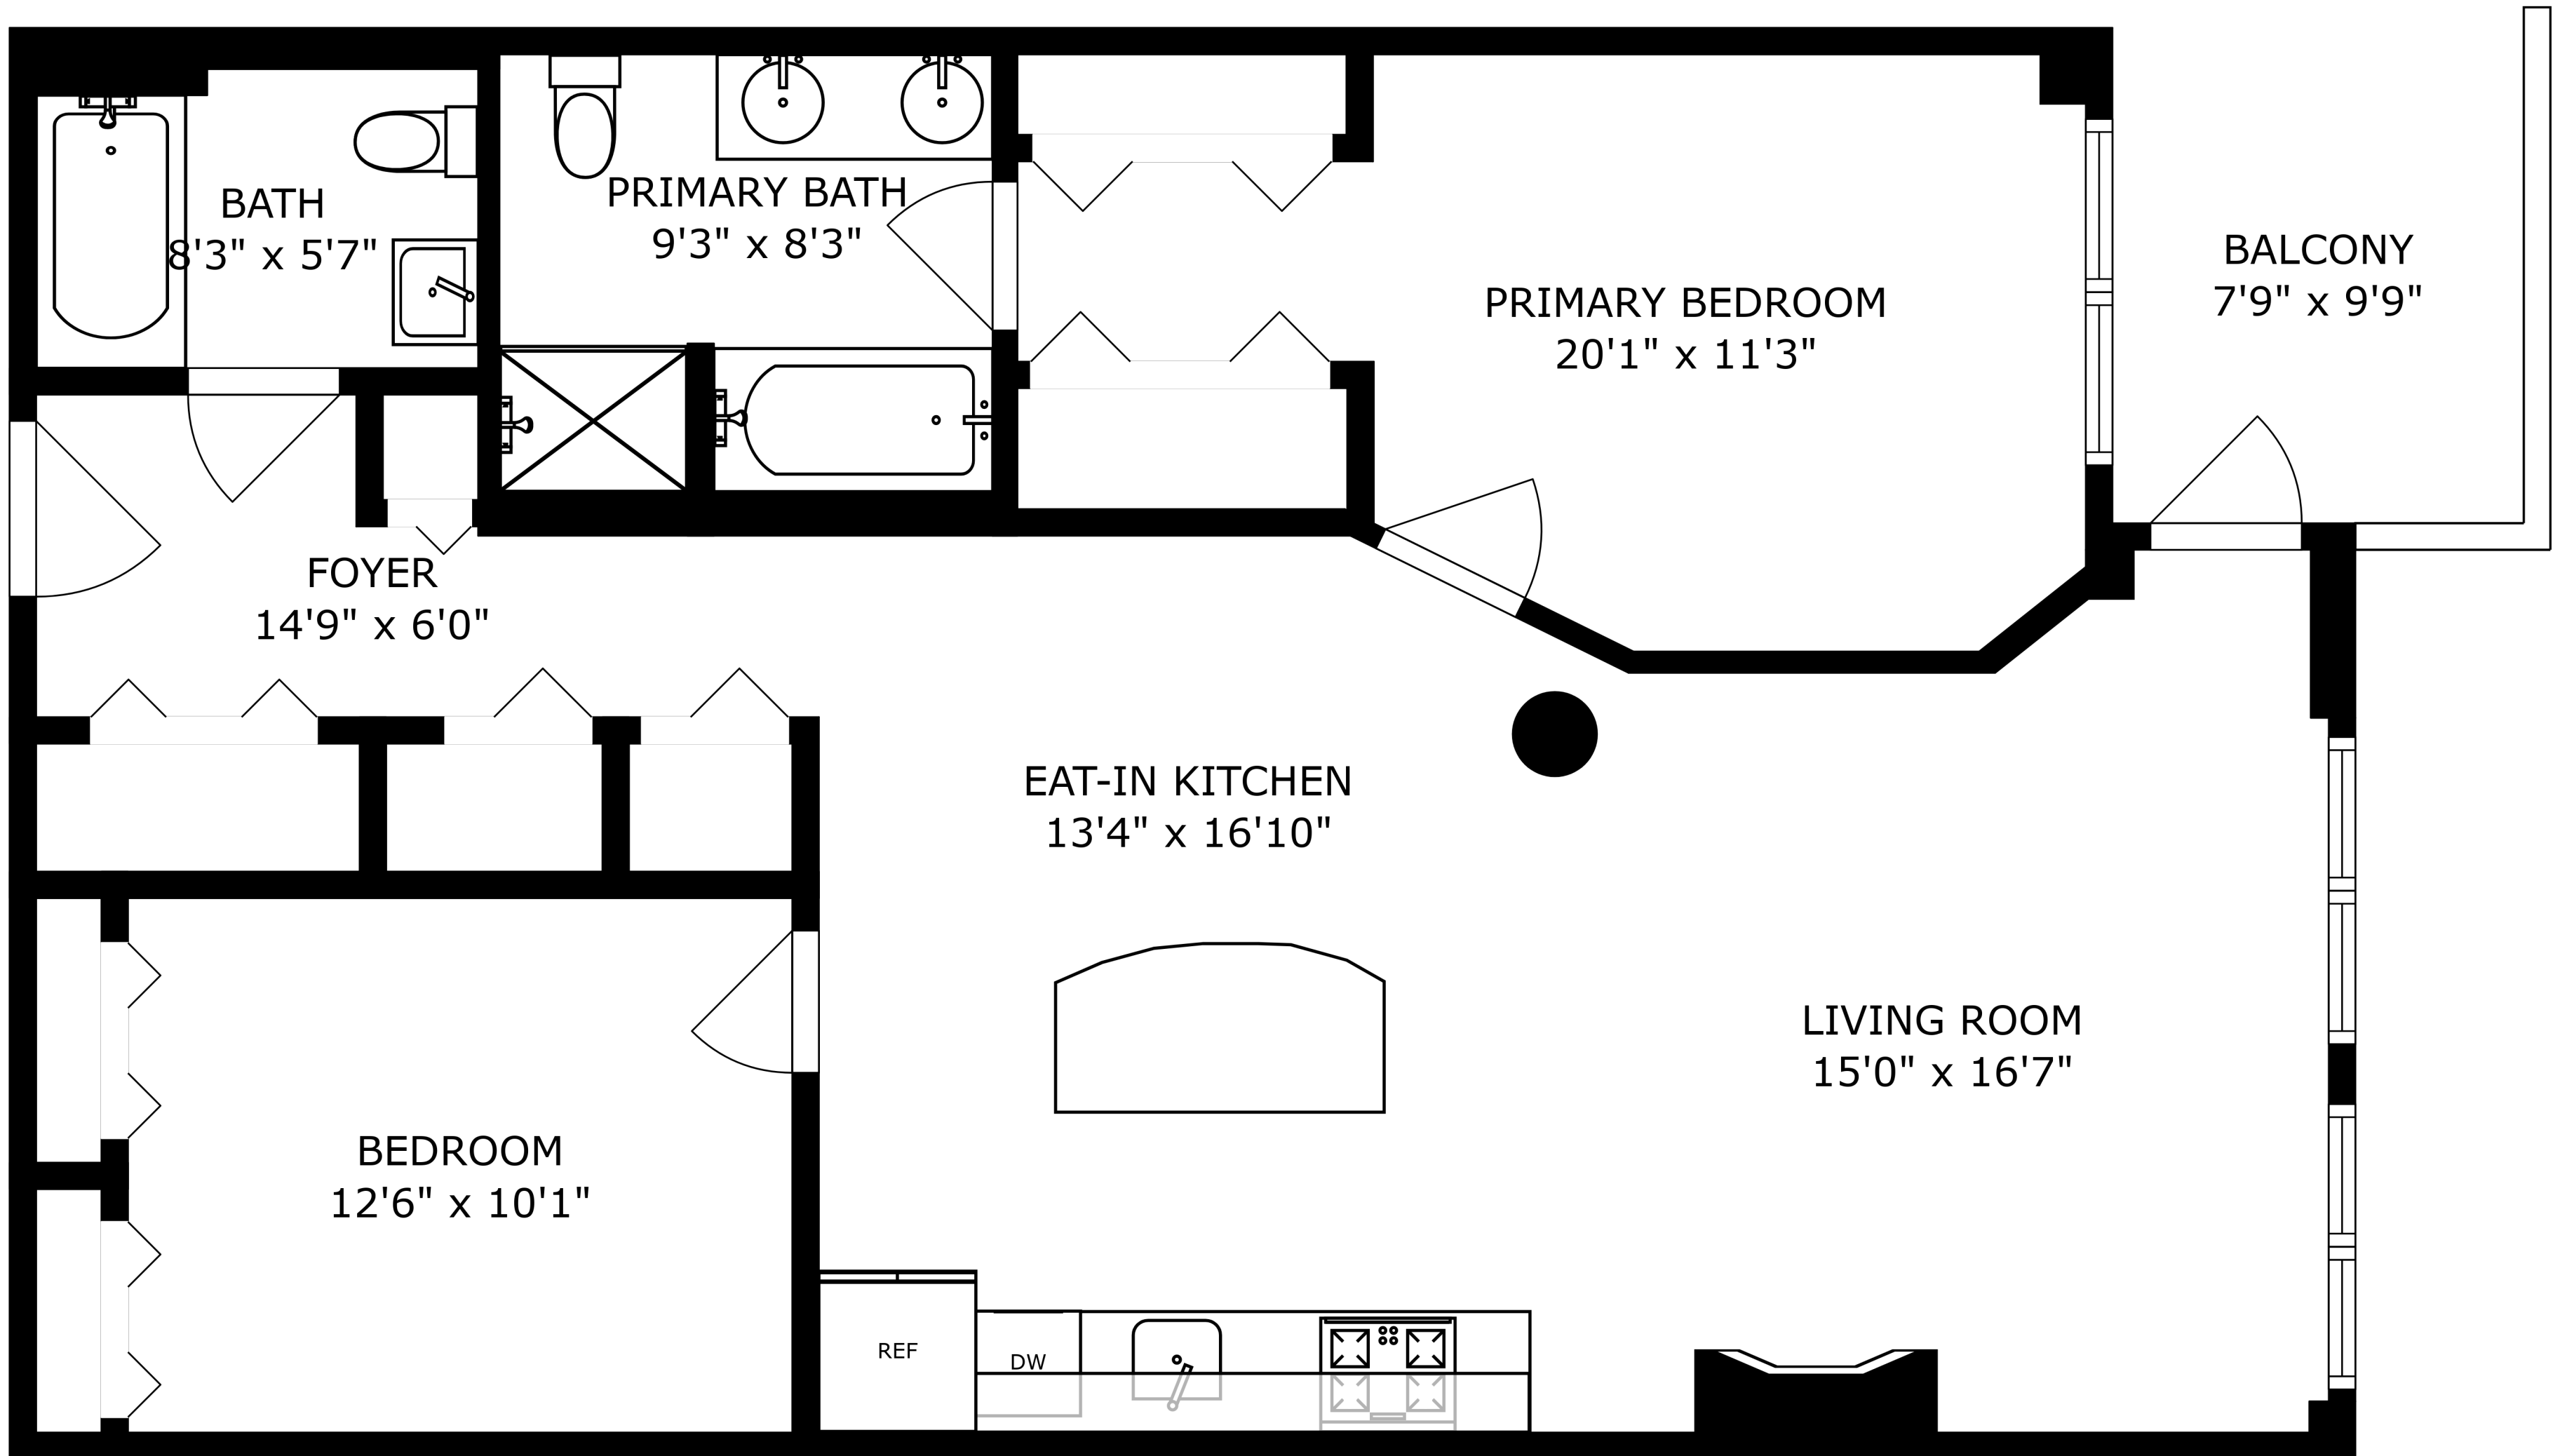 BATH
8'3" x 5'7"
PRIMARY BATH
9'3" x 8'3"
PRIMARY BEDROOM
20'1" x 11'3"
BALCONY
7'9" x 9'9"
FOYER
14'9" x 6'0"
EAT-IN KITCHEN
13'4" x 16'10"
LIVING ROOM
15'0" x 16'7"
BEDROOM
12'6" x 10'1"
REF
DW